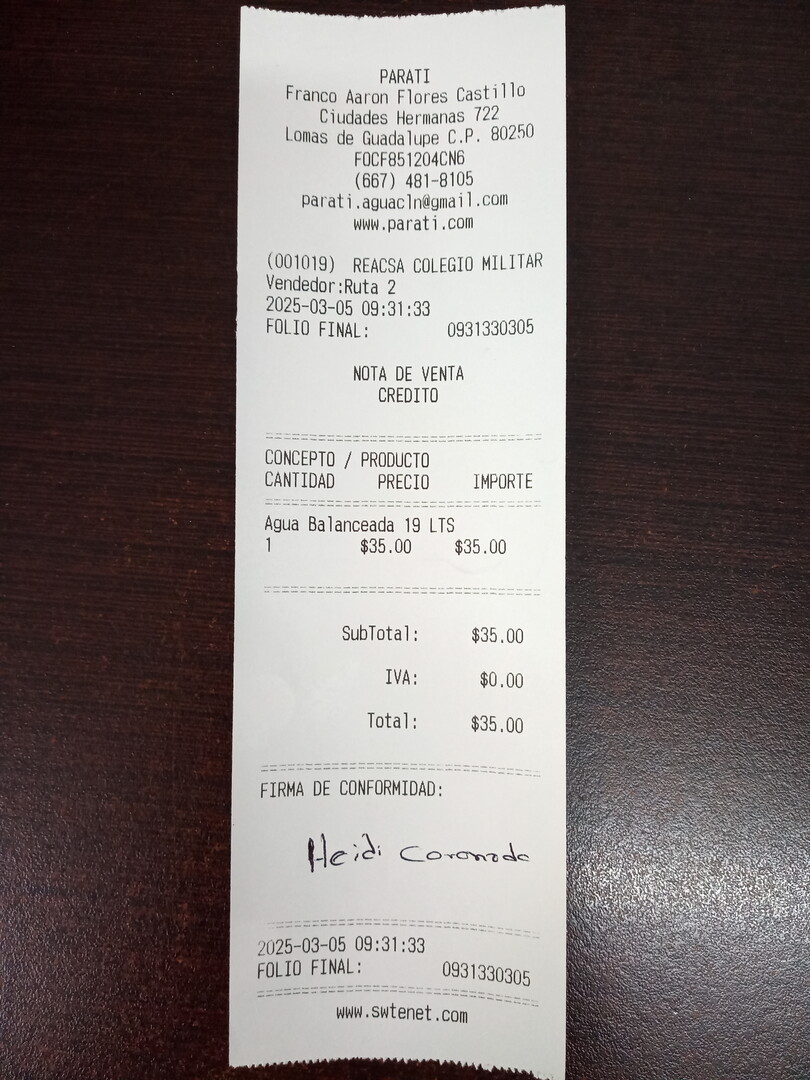 PARATI
Franco Aaron Flores Castillo
Ciudades Hermanas 722
Lomas de Guadalupe C.P. 80250
FOCF851204CN6
(667) 481-8105
parati.aguacln@gmail.com
www.parati.com
(001019) REACSA COLEGIO MILITAR
Vendedor:Ruta 2
2025-03-05 09:31:33
FOLIO FINAL: 0931330305
NOTA DE VENTA
CREDITO
CONCEPTO / PRODUCTO
CANTIDAD PRECIO IMPORTE
Agua Balanceada 19 LTS
1 $35.00 $35.00
SubTotal: $35.00
IVA: $0.00
Total: $35.00
FIRMA DE CONFORMIDAD:
Heidi Coronado
2025-03-05 09:31:33
FOLIO FINAL: 0931330305
www.swtenet.com